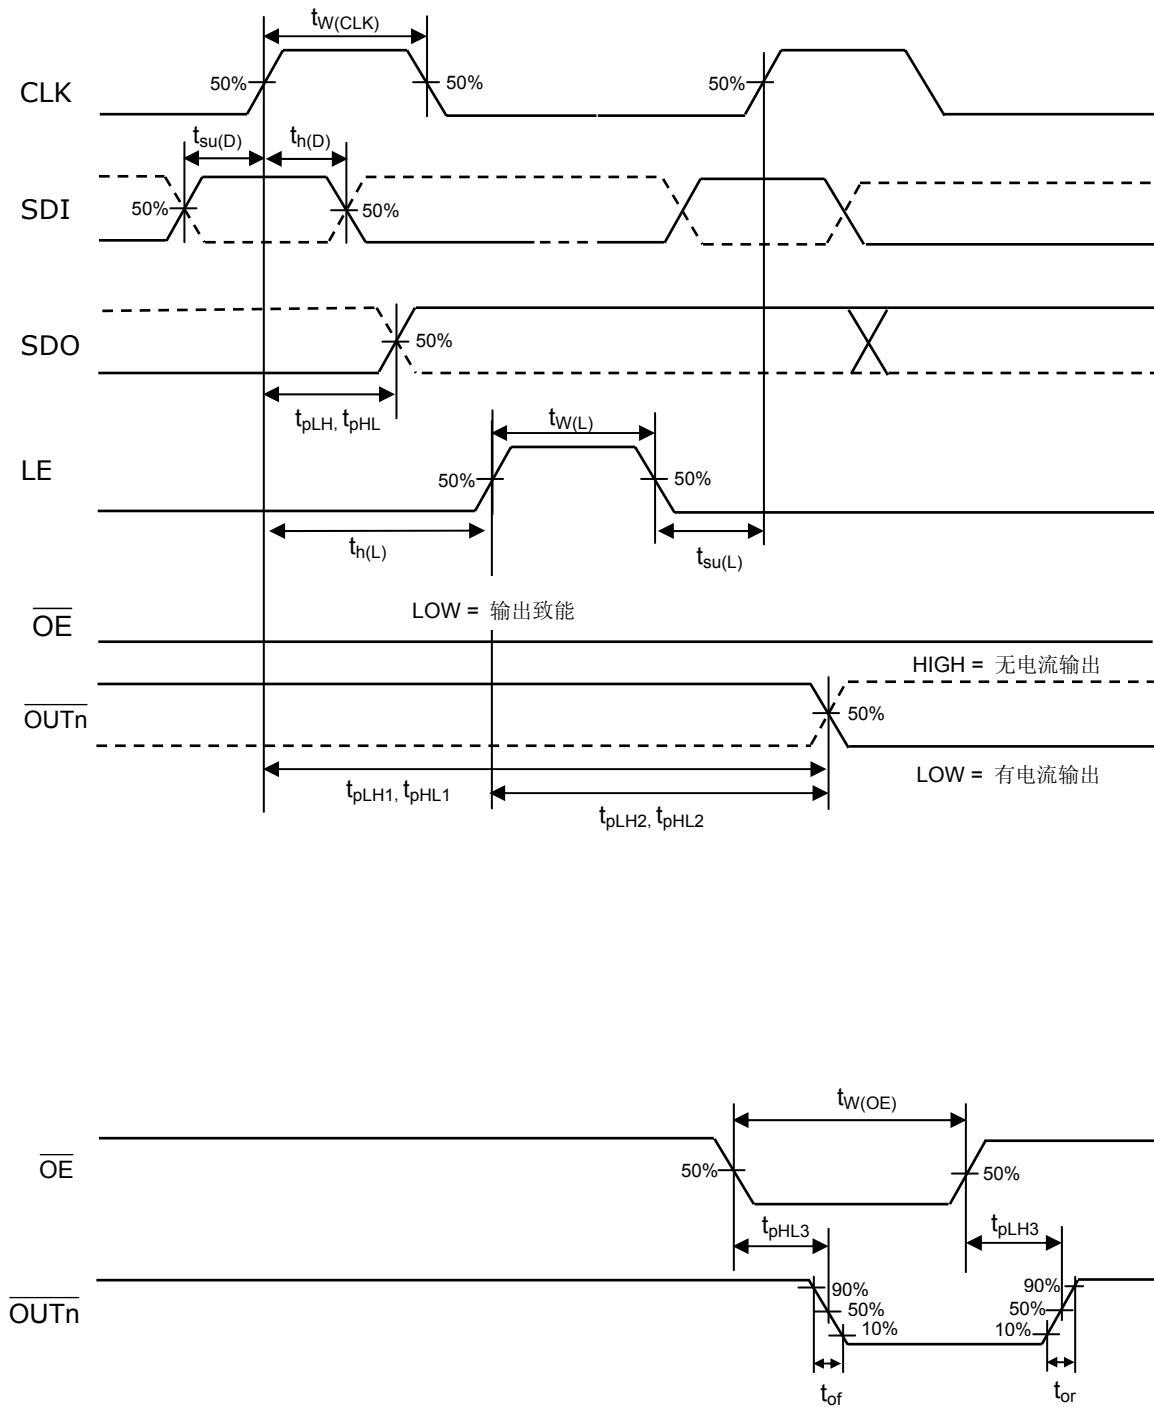 tW(CLK)
CLK
50%
50%
50%
tsu(D)
th(D)
SDI
50%
50%
SDO
50%
tpLH, tpHL
tW(L)
LE
50%
50%
th(L)
tsu(L)
LOW = 输出致能
OE
HIGH = 无电流输出
OUTn
50%
LOW = 有电流输出
tpLH1, tpHL1
tpLH2, tpHL2
tW(OE)
OE
50%
50%
tpHL3
tpLH3
OUTn
90%
50%
10%
90%
50%
10%
tof
tor